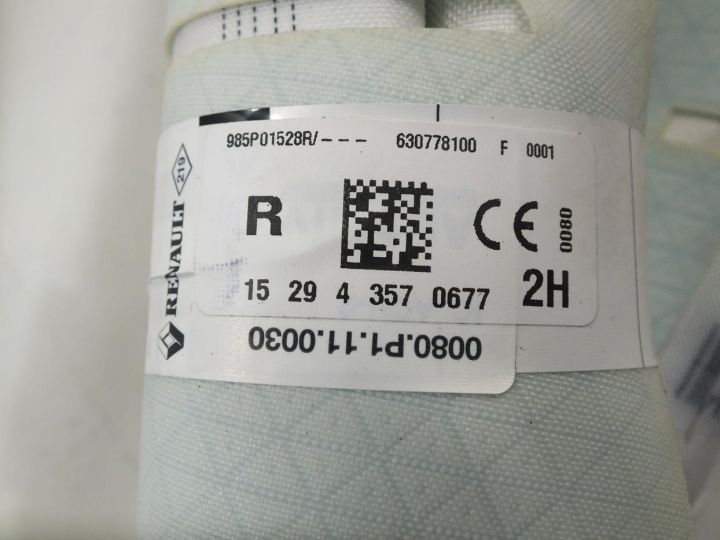 985P01528R/--- 630778100 F 0001
R CE 0080
15 29 4 357 0677 2H
RENAULT 219
0080.P1.11.0030